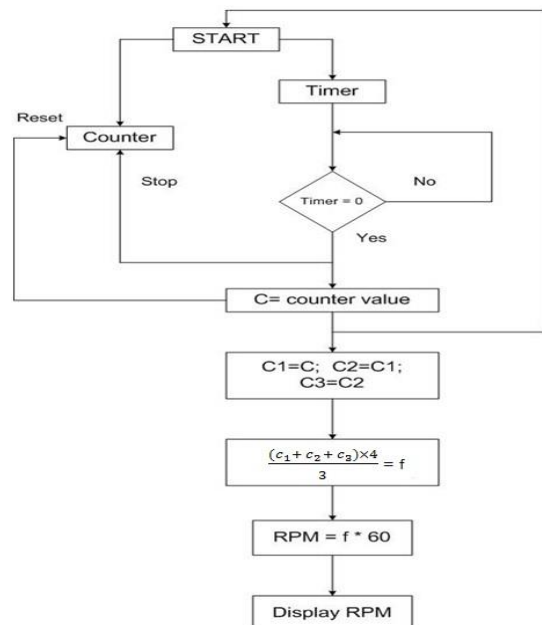 START
Timer
Reset
Counter
Stop
No
Timer = 0
Yes
C= counter value
C1=C; C2=C1;
C3=C2
(c₁+ c₂ + c₃)×4
3
= f
RPM = f * 60
Display RPM